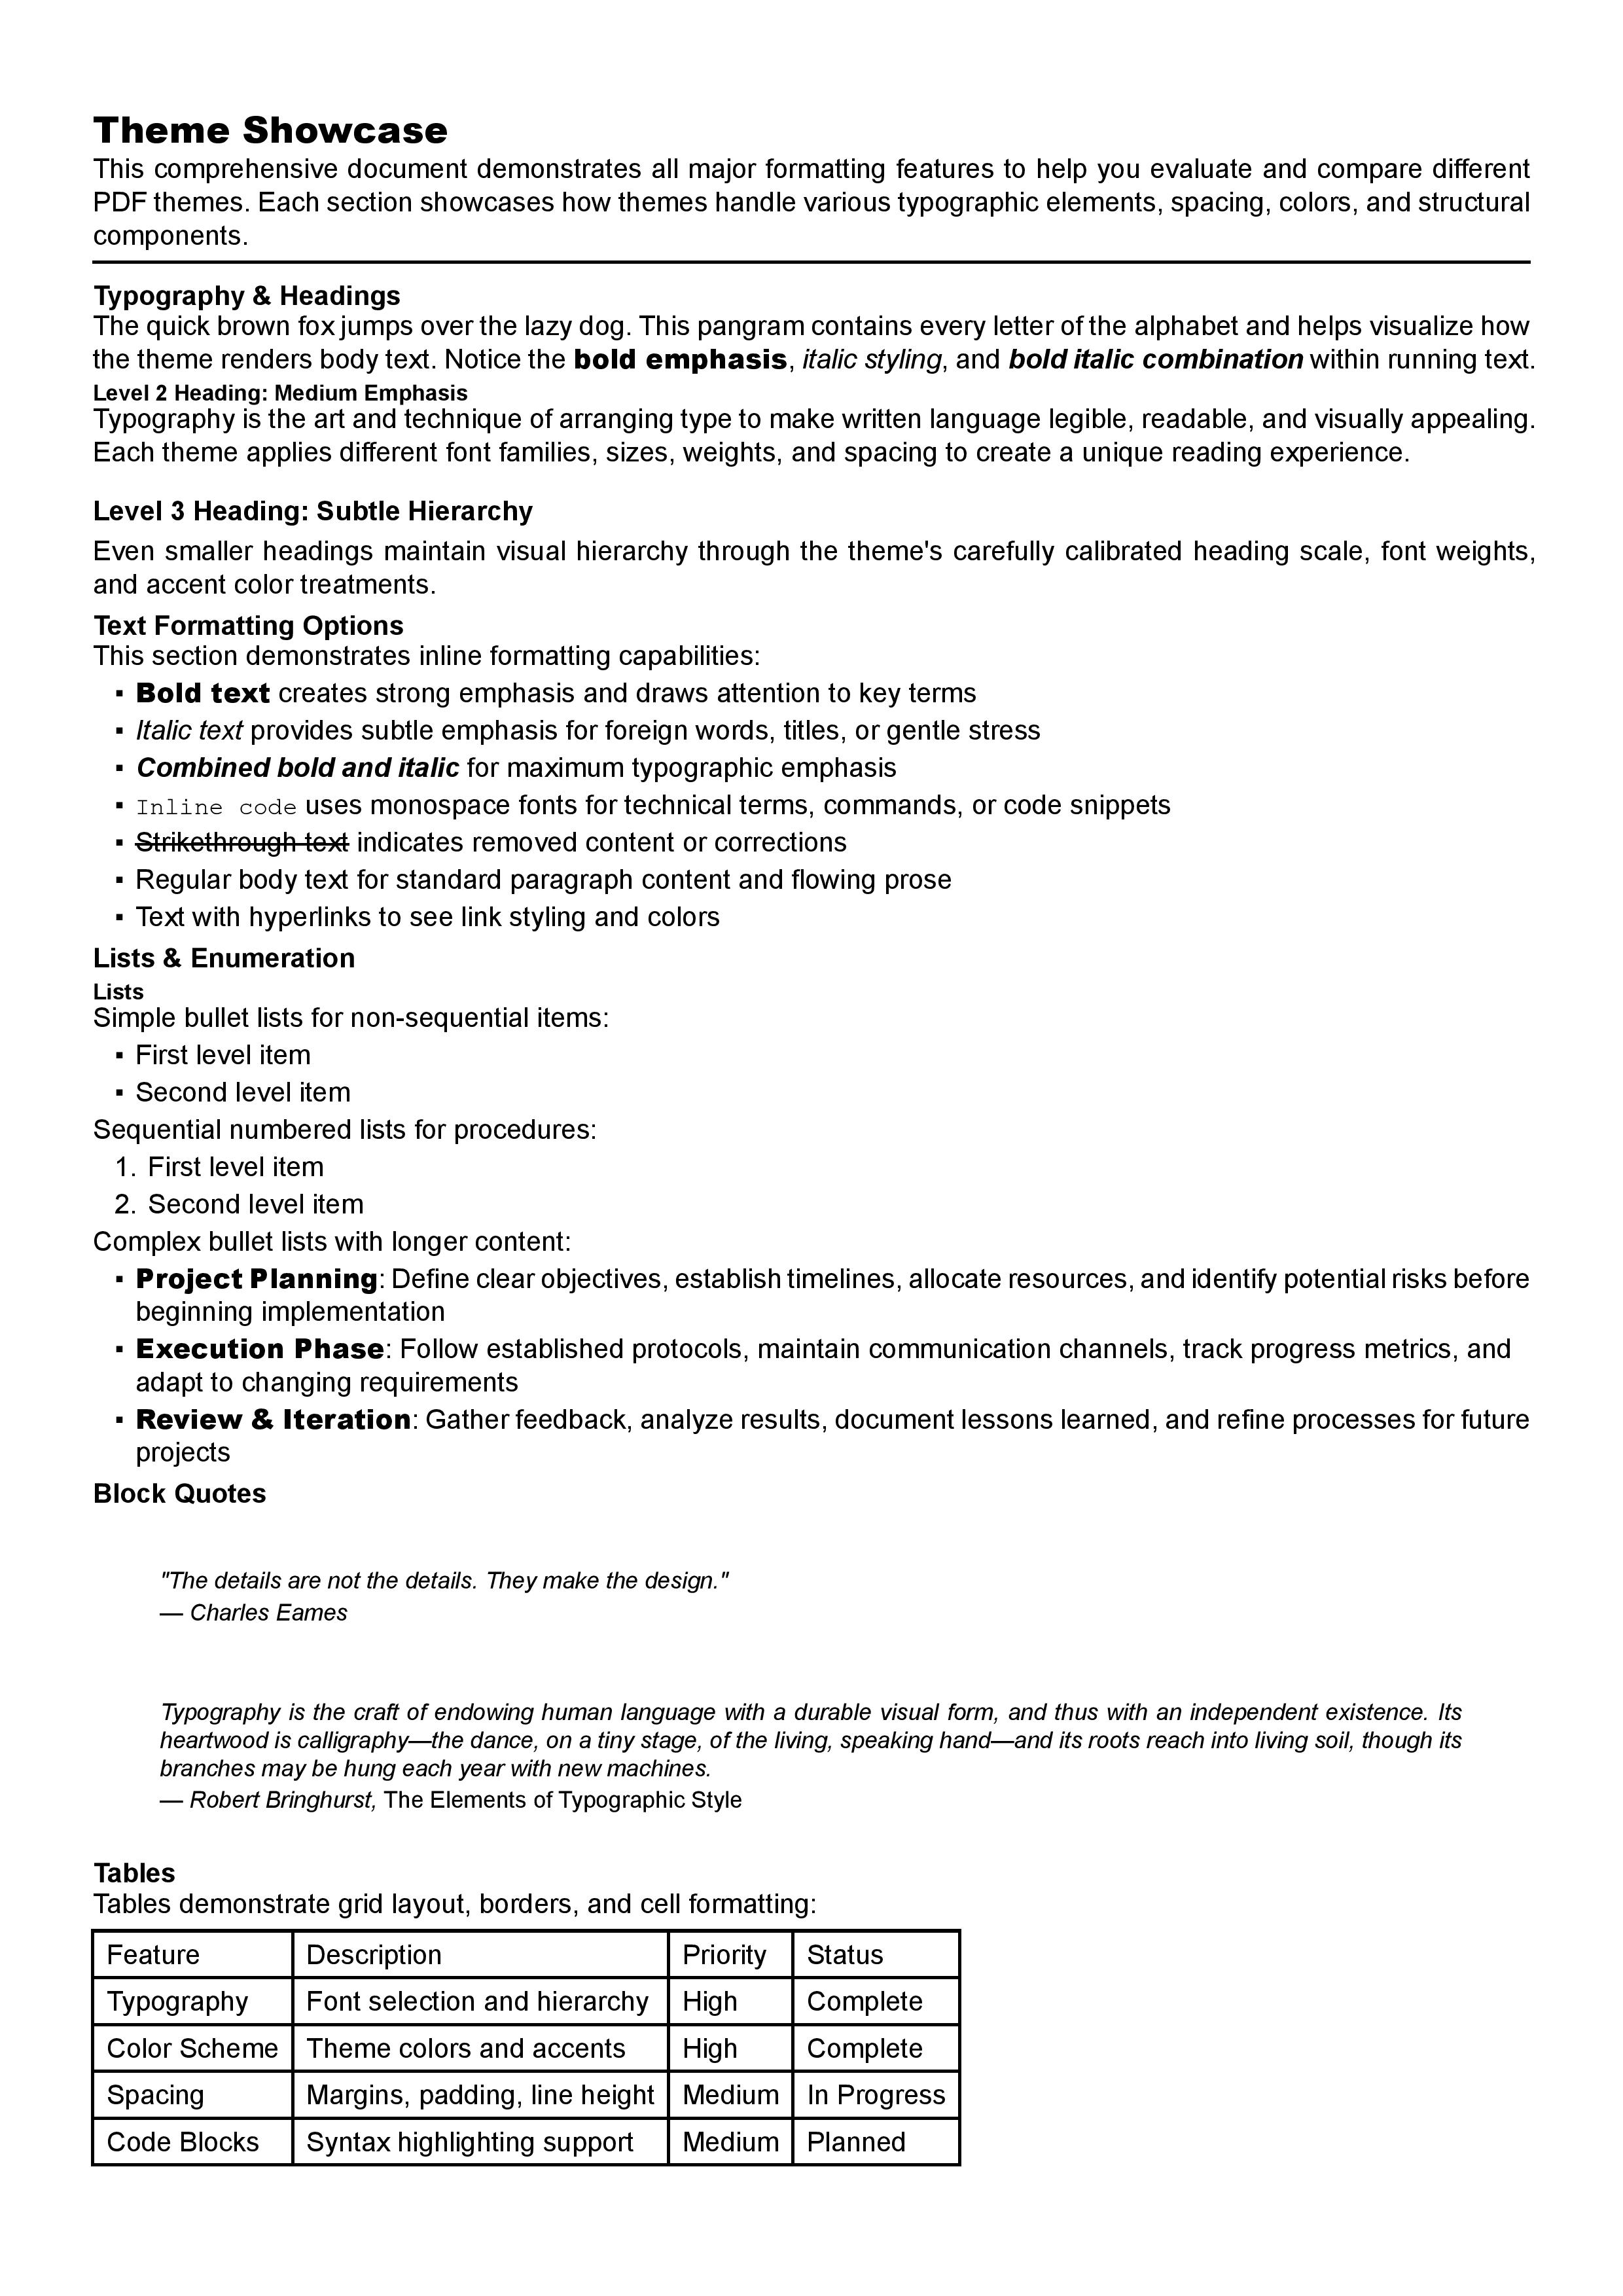 Theme Showcase
This comprehensive document demonstrates all major formatting features to help you evaluate and compare different
PDF themes. Each section showcases how themes handle various typographic elements, spacing, colors, and structural
components.
Typography & Headings
The quick brown fox jumps over the lazy dog. This pangram contains every letter of the alphabet and helps visualize how
the theme renders body text. Notice the bold emphasis, italic styling, and bold italic combination within running text.
Level 2 Heading: Medium Emphasis
Typography is the art and technique of arranging type to make written language legible, readable, and visually appealing.
Each theme applies different font families, sizes, weights, and spacing to create a unique reading experience.
Level 3 Heading: Subtle Hierarchy
Even smaller headings maintain visual hierarchy through the theme's carefully calibrated heading scale, font weights,
and accent color treatments.
Text Formatting Options
This section demonstrates inline formatting capabilities:
▪ Bold text creates strong emphasis and draws attention to key terms
▪ Italic text provides subtle emphasis for foreign words, titles, or gentle stress
▪ Combined bold and italic for maximum typographic emphasis
▪ Inline code uses monospace fonts for technical terms, commands, or code snippets
▪ Strikethrough text indicates removed content or corrections
▪ Regular body text for standard paragraph content and flowing prose
▪ Text with hyperlinks to see link styling and colors
Lists & Enumeration
Lists
Simple bullet lists for non-sequential items:
▪ First level item
▪ Second level item
Sequential numbered lists for procedures:
1. First level item
2. Second level item
Complex bullet lists with longer content:
▪ Project Planning: Define clear objectives, establish timelines, allocate resources, and identify potential risks before
beginning implementation
▪ Execution Phase: Follow established protocols, maintain communication channels, track progress metrics, and
adapt to changing requirements
▪ Review & Iteration: Gather feedback, analyze results, document lessons learned, and refine processes for future
projects
Block Quotes
"The details are not the details. They make the design."
— Charles Eames
Typography is the craft of endowing human language with a durable visual form, and thus with an independent existence. Its
heartwood is calligraphy—the dance, on a tiny stage, of the living, speaking hand—and its roots reach into living soil, though its
branches may be hung each year with new machines.
— Robert Bringhurst, The Elements of Typographic Style
Tables
Tables demonstrate grid layout, borders, and cell formatting:
Feature Description Priority Status
Typography Font selection and hierarchy High Complete
Color Scheme Theme colors and accents High Complete
Spacing Margins, padding, line height Medium In Progress
Code Blocks Syntax highlighting support Medium Planned